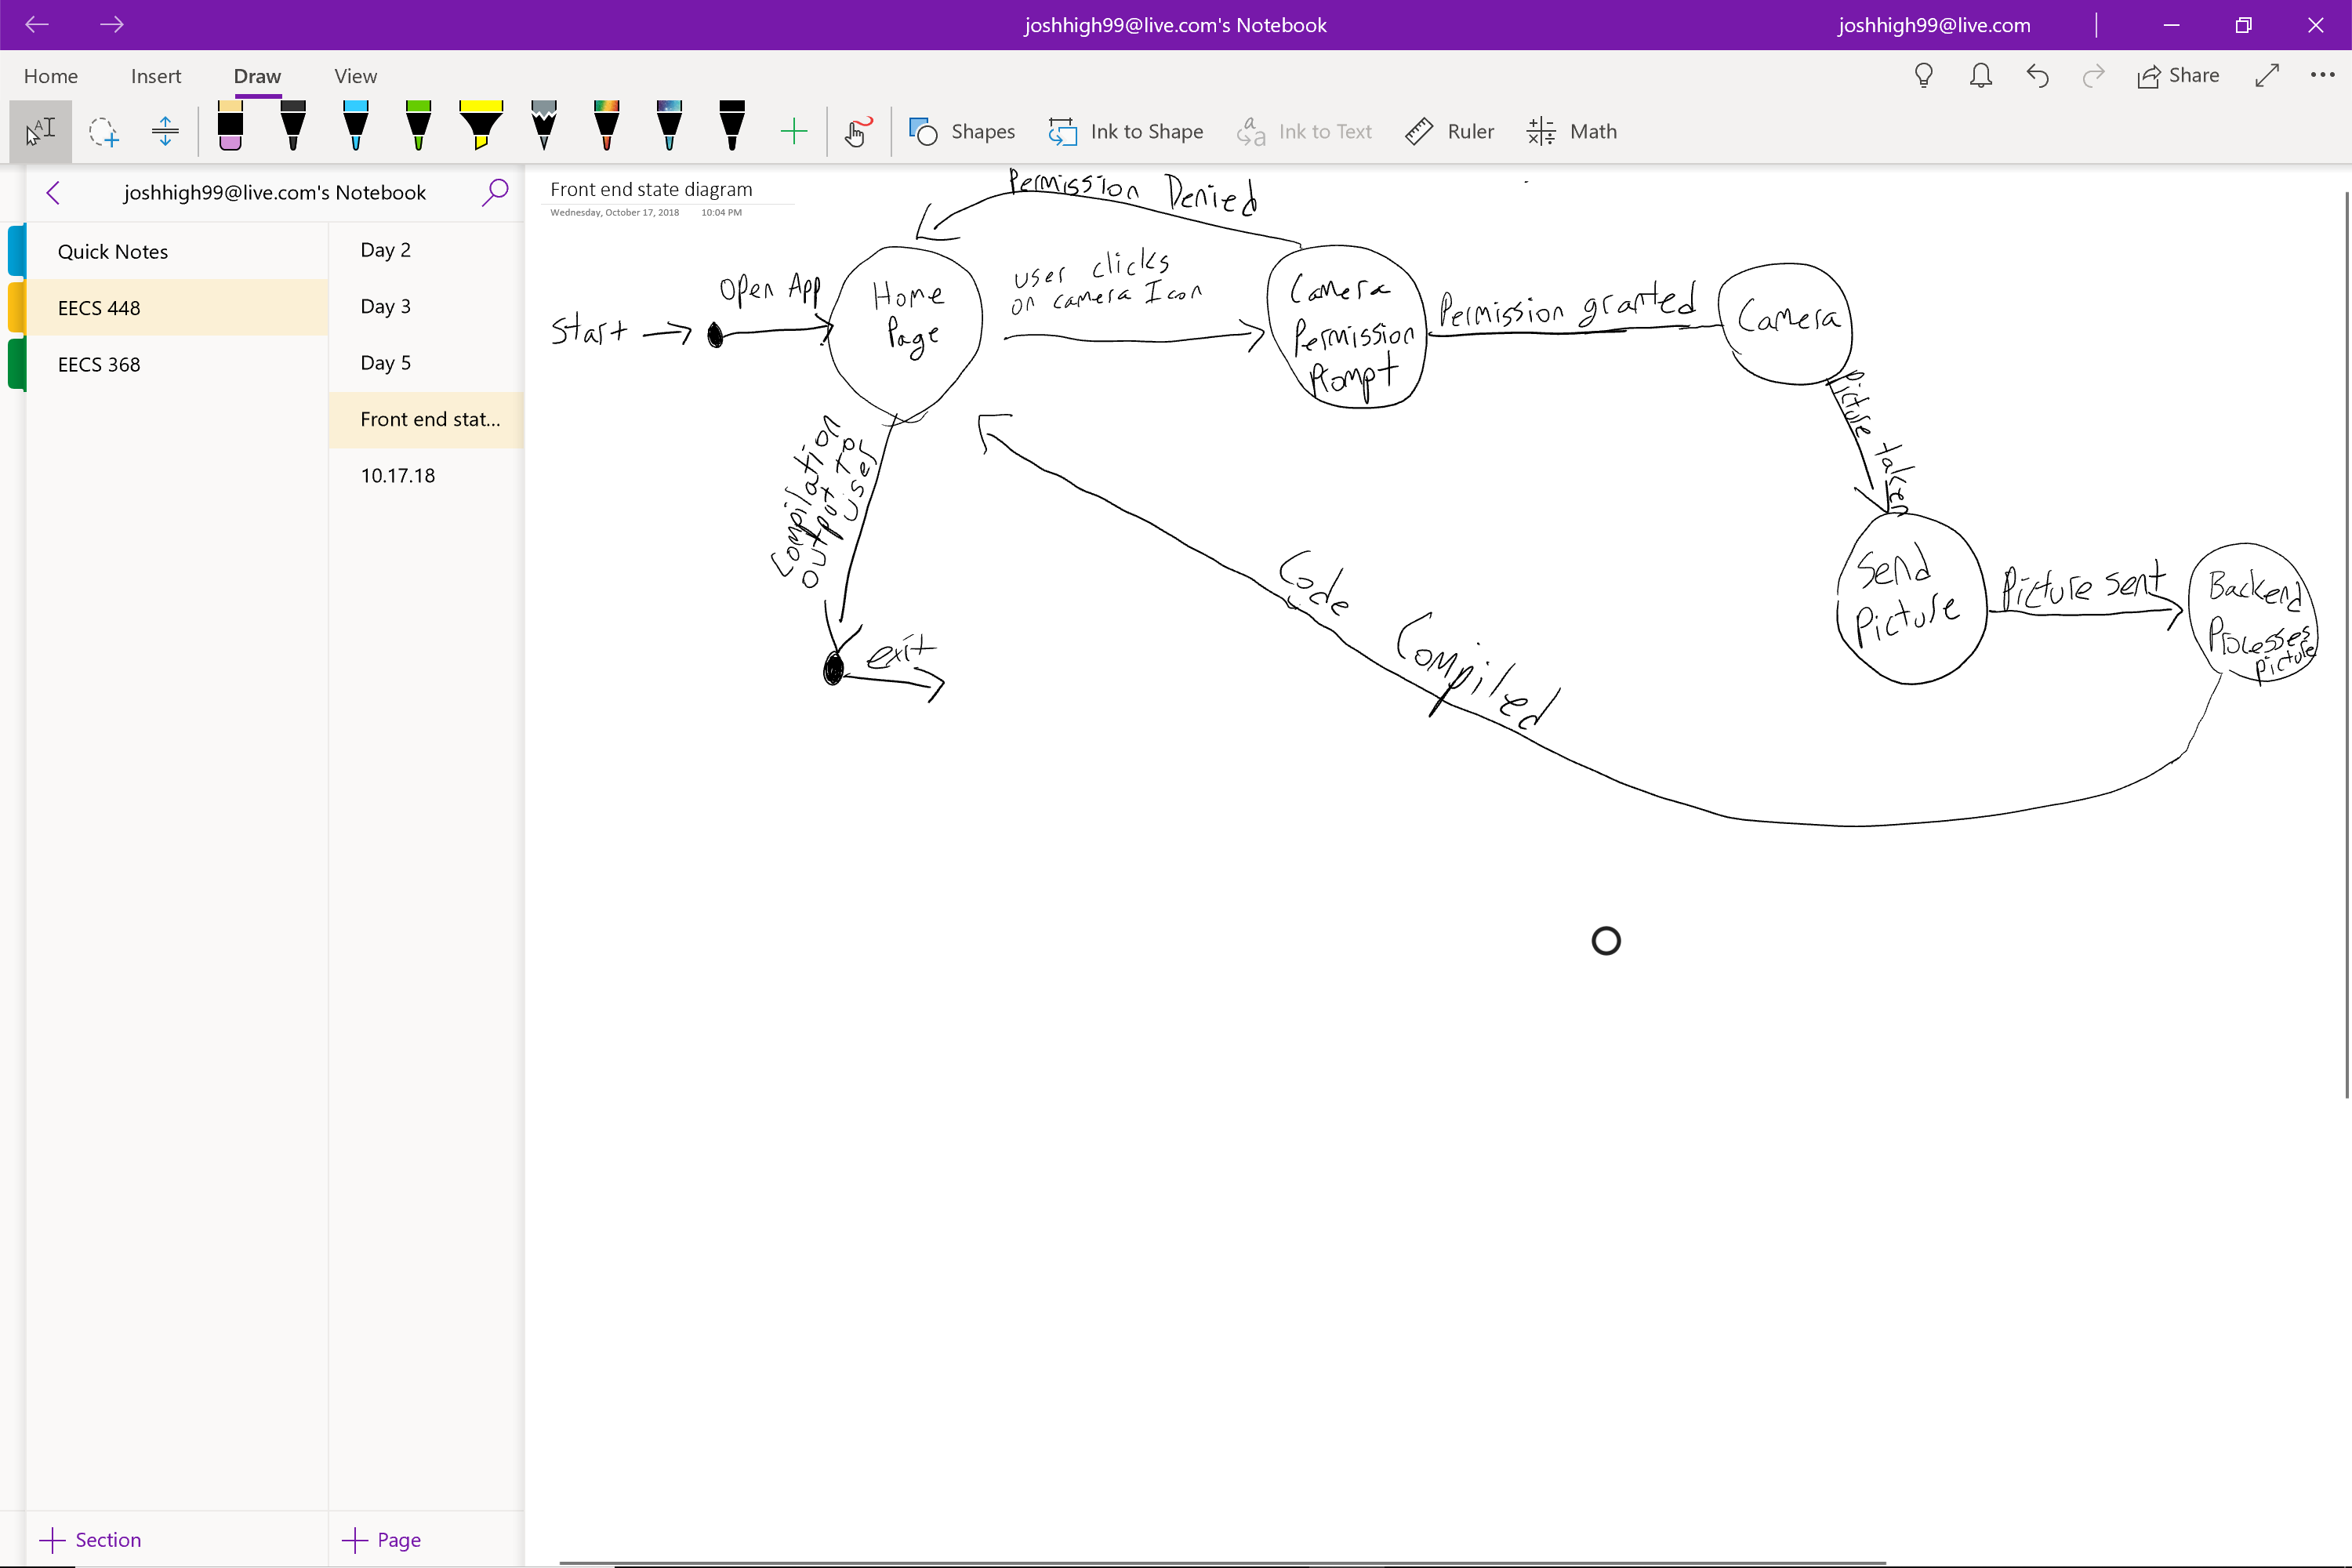 joshhigh99@live.com's Notebook
joshhigh99@live.com
Home
Insert
Draw
View
Share
Shapes
Ink to Shape
Ink to Text
Ruler
Math
joshhigh99@live.com's Notebook
Quick Notes
EECS 448
EECS 368
Day 2
Day 3
Day 5
Front end stat...
10.17.18
Front end state diagram
Wednesday, October 17, 2018 10:04 PM
Permission Denied
Start
Open App
Home
Page
user clicks
on camera Icon
Camera
Permission
Prompt
Permission granted
Camera
Picture taken
Send
Picture
Picture sent
Backend
Processes
picture
Code Compiled
Compilation
output to
user
exit
Section
Page